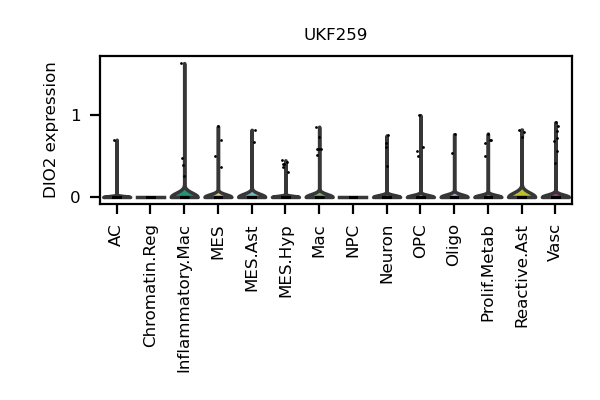 UKF259
DIO2 expression
1
0
AC
Chromatin.Reg
Inflammatory.Mac
MES
MES.Ast
MES.Hyp
Mac
NPC
Neuron
OPC
Oligo
Prolif.Metab
Reactive.Ast
Vasc